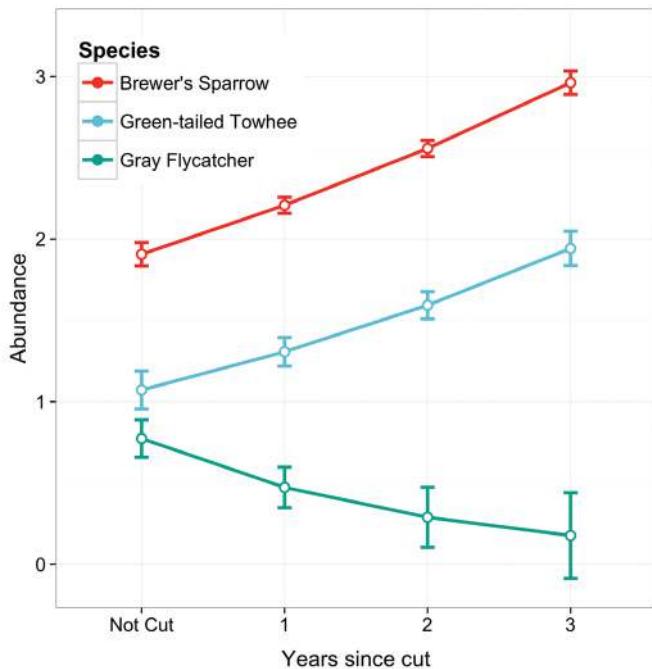 Species
Brewer's Sparrow
Green-tailed Towhee
Gray Flycatcher
3
2
1
0
Abundance
Not Cut 1 2 3
Years since cut